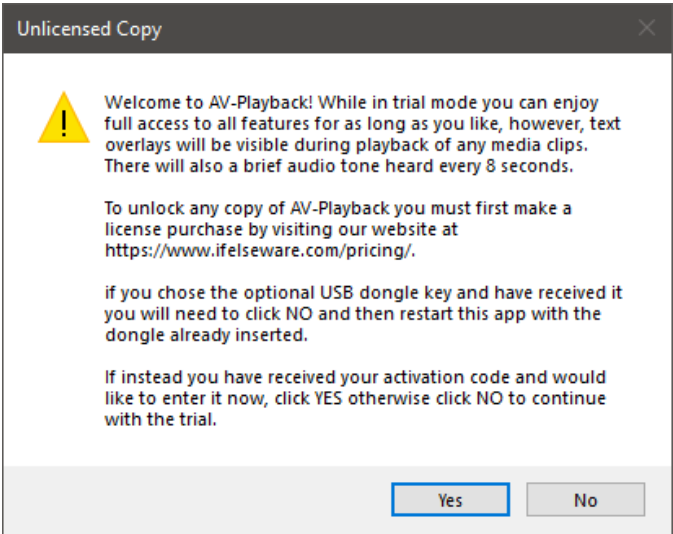 Unlicensed Copy
Welcome to AV-Playback! While in trial mode you can enjoy
full access to all features for as long as you like, however, text
overlays will be visible during playback of any media clips.
There will also a brief audio tone heard every 8 seconds.
To unlock any copy of AV-Playback you must first make a
license purchase by visiting our website at
https://www.ifelseware.com/pricing/.
if you chose the optional USB dongle key and have received it
you will need to click NO and then restart this app with the
dongle already inserted.
If instead you have received your activation code and would
like to enter it now, click YES otherwise click NO to continue
with the trial.
Yes No